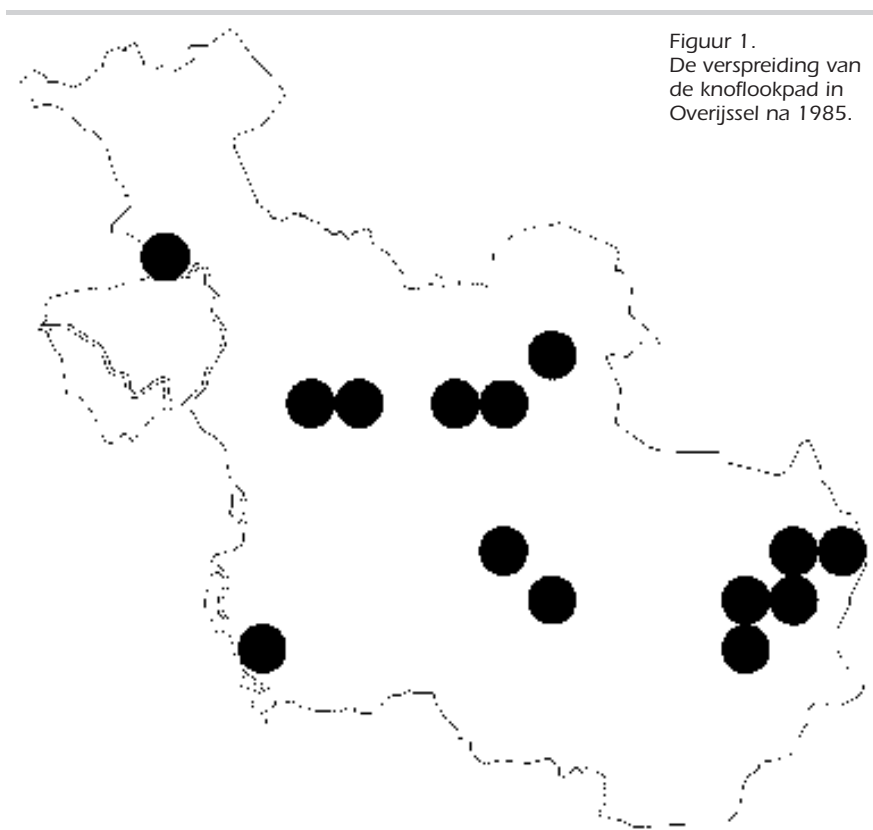 Figuur 1.
De verspreiding van
de knoflookpad in
Overijssel na 1985.